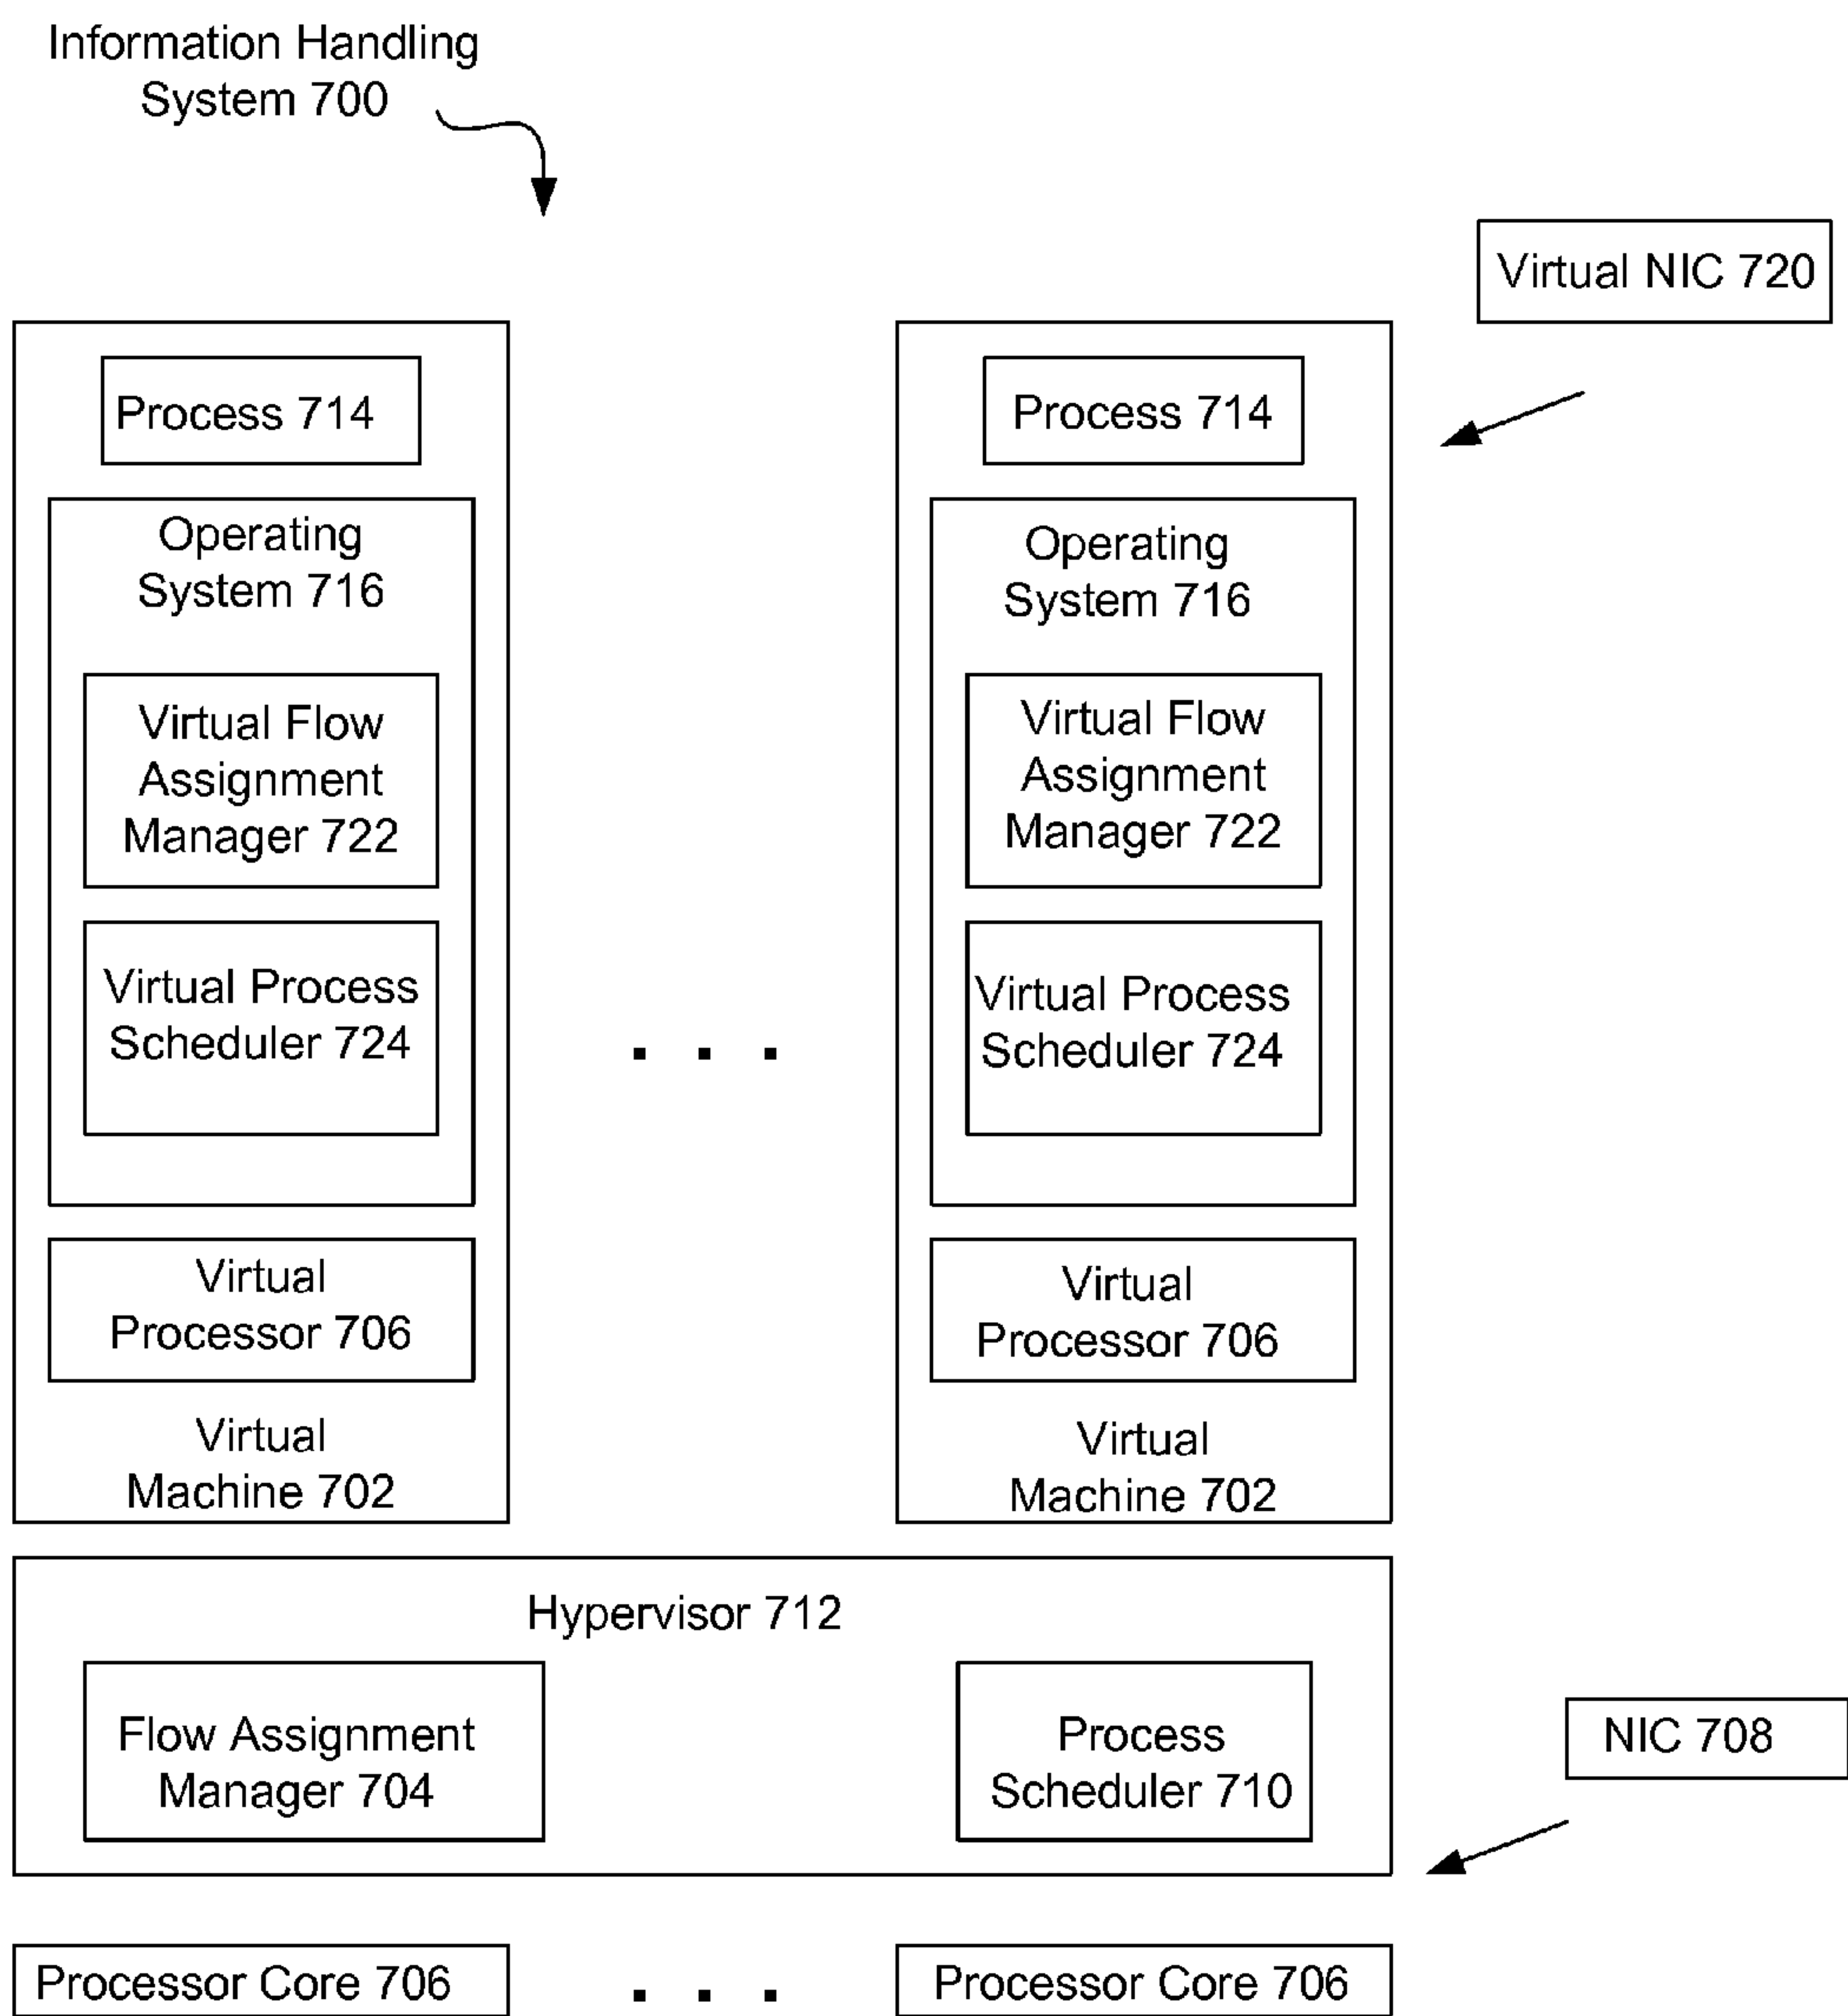 Information Handling
System 700
Virtual NIC 720
Process 714
Operating
System 716
Virtual Flow
Assignment
Manager 722
Virtual Process
Scheduler 724
Virtual
Processor 706
Virtual
Machine 702
. . .
Process 714
Operating
System 716
Virtual Flow
Assignment
Manager 722
Virtual Process
Scheduler 724
Virtual
Processor 706
Virtual
Machine 702
Hypervisor 712
Flow Assignment
Manager 704
Process
Scheduler 710
NIC 708
Processor Core 706
. . .
Processor Core 706